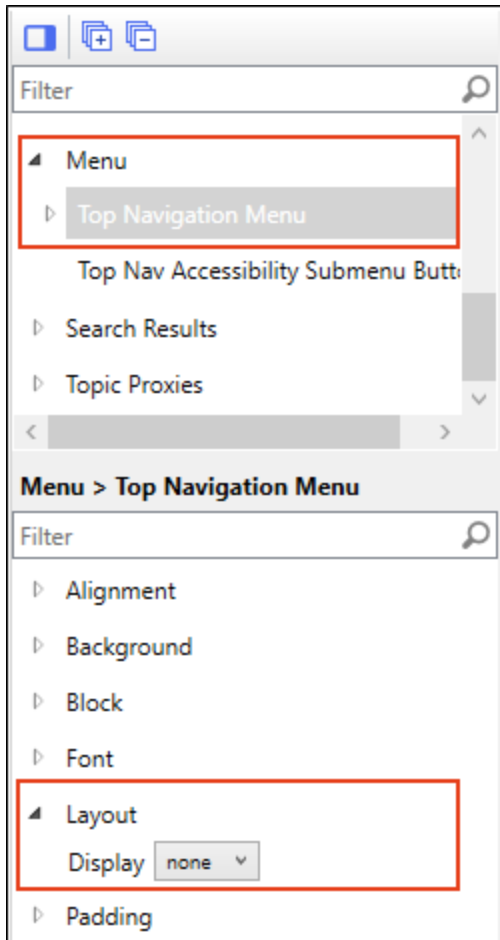 Filter
Menu
Top Navigation Menu
Top Nav Accessibility Submenu Butt
Search Results
Topic Proxies
Menu > Top Navigation Menu
Filter
Alignment
Background
Block
Font
Layout
Display none
Padding